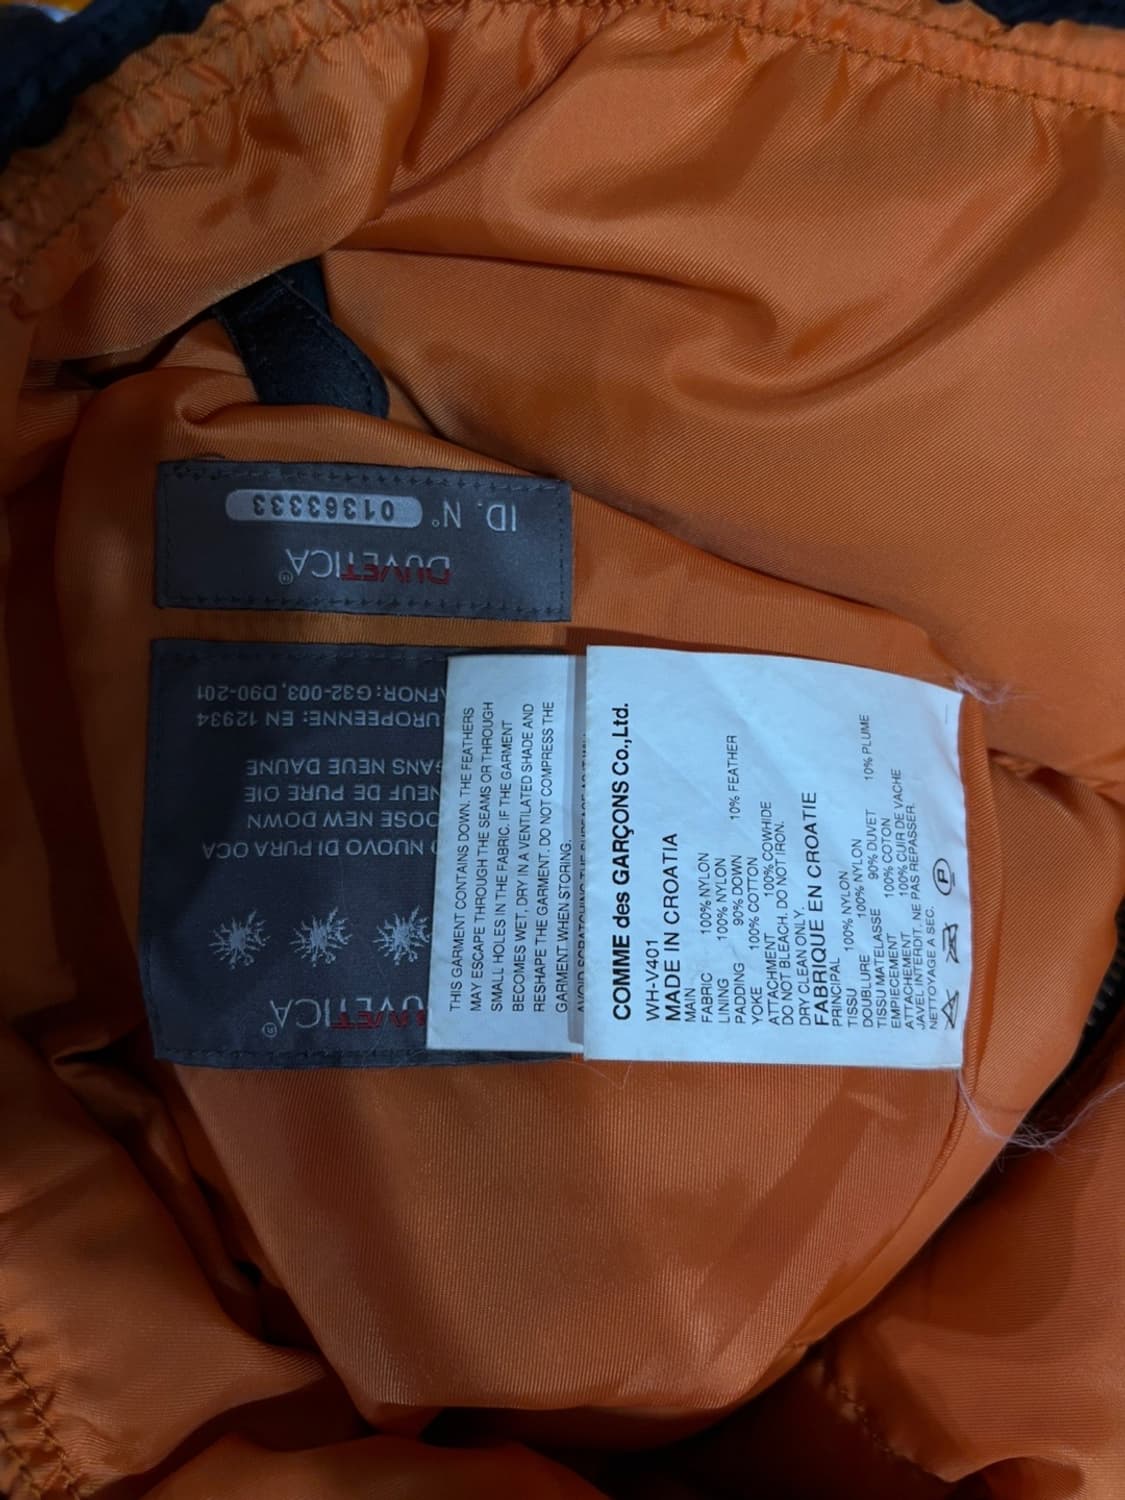 DUVETICA®
ID. N° 01363333
DUVETICA®
NUOVO DI PURA OCA
OOSE NEW DOWN
NEUF DE PURE OIE
GANS NEUE DAUNE
UROPEENNE: EN 12934
AFNOR: G32-003, D90-201
THIS GARMENT CONTAINS DOWN. THE FEATHERS
MAY ESCAPE THROUGH THE SEAMS OR THROUGH
SMALL HOLES IN THE FABRIC. IF THE GARMENT
BECOMES WET, DRY IN A VENTILATED SHADE AND
RESHAPE THE GARMENT. DO NOT COMPRESS THE
GARMENT WHEN STORING.
COMME des GARÇONS Co.,Ltd.
WH-V401
MADE IN CROATIA
MAIN
FABRIC 100% NYLON
LINING 100% NYLON
PADDING 90% DOWN 10% FEATHER
YOKE 100% COTTON
ATTACHMENT 100% COWHIDE
DO NOT BLEACH. DO NOT IRON.
DRY CLEAN ONLY.
FABRIQUE EN CROATIE
PRINCIPAL
TISSU 100% NYLON
DOUBLURE 100% NYLON
TISSU MATELASSE 90% DUVET 10% PLUME
EMPIECEMENT 100% COTON
ATTACHEMENT 100% CUIR DE VACHE
JAVEL INTERDIT. NE PAS REPASSER.
NETTOYAGE A SEC.
P